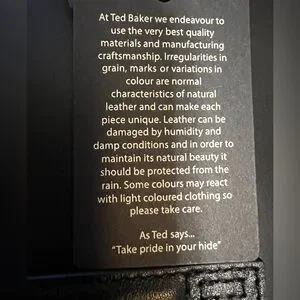 At Ted Baker we endeavour to
use the very best quality
materials and manufacturing
craftsmanship. Irregularities in
grain, marks or variations in
colour are normal
characteristics of natural
leather and can make each
piece unique. Leather can be
damaged by humidity and
damp conditions and in order to
maintain its natural beauty it
should be protected from the
rain. Some colours may react
with light coloured clothing so
please take care.
As Ted says...
"Take pride in your hide"